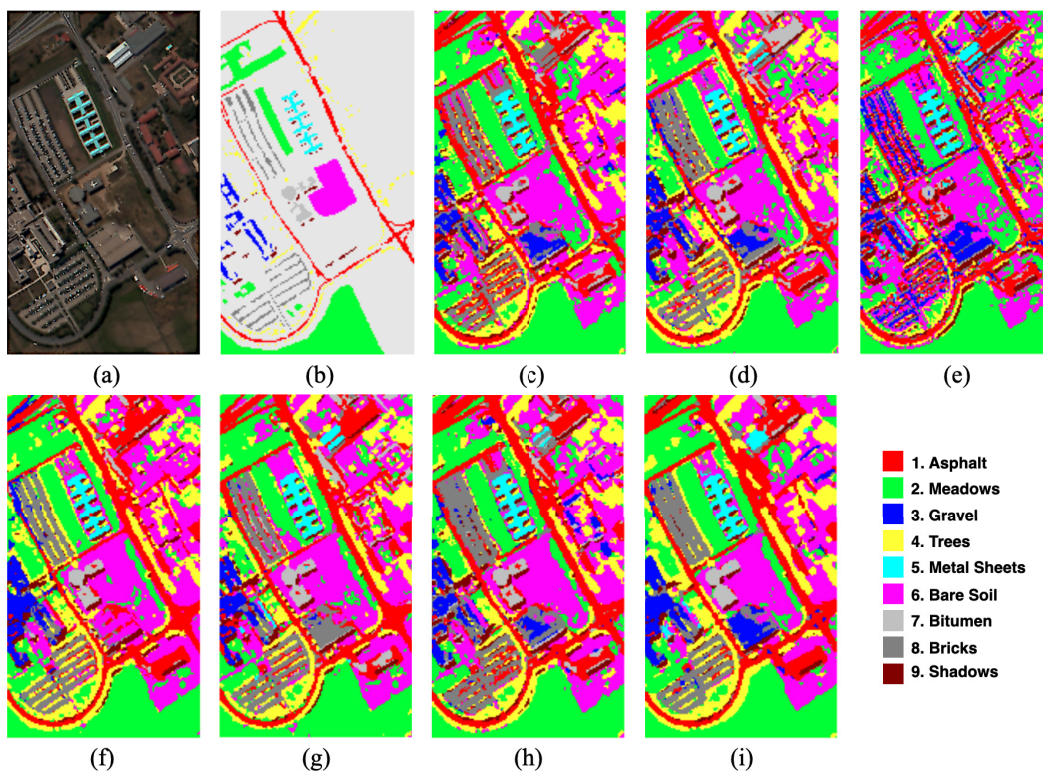 (a)
(b)
(c)
(d)
(e)
(f)
(g)
(h)
(i)
1. Asphalt
2. Meadows
3. Gravel
4. Trees
5. Metal Sheets
6. Bare Soil
7. Bitumen
8. Bricks
9. Shadows